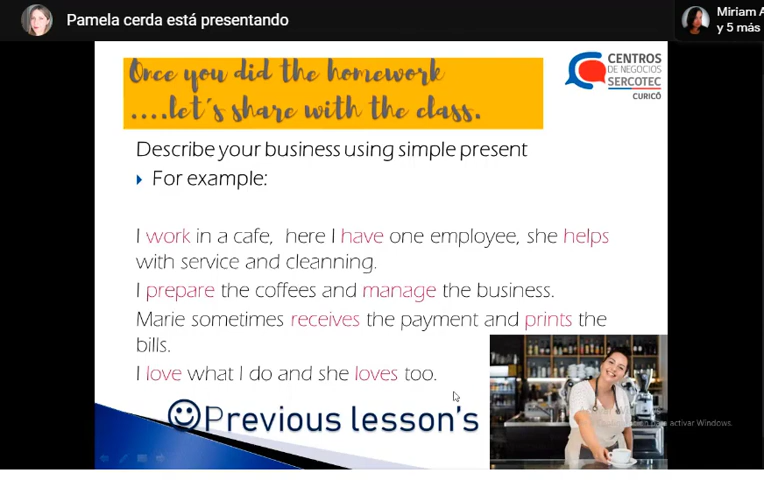 Pamela cerda está presentando
Miriam A
y 5 más
Once you did the homework
....let´s share with the class.
CENTROS
DE NEGOCIOS
SERCOTEC
CURICÓ
Describe your business using simple present
For example:
I work in a cafe, here I have one employee, she helps
with service and cleanning.
I prepare the coffees and manage the business.
Marie sometimes receives the payment and prints the
bills.
I love what I do and she loves too.
Previous lesson's
para activar Windows.